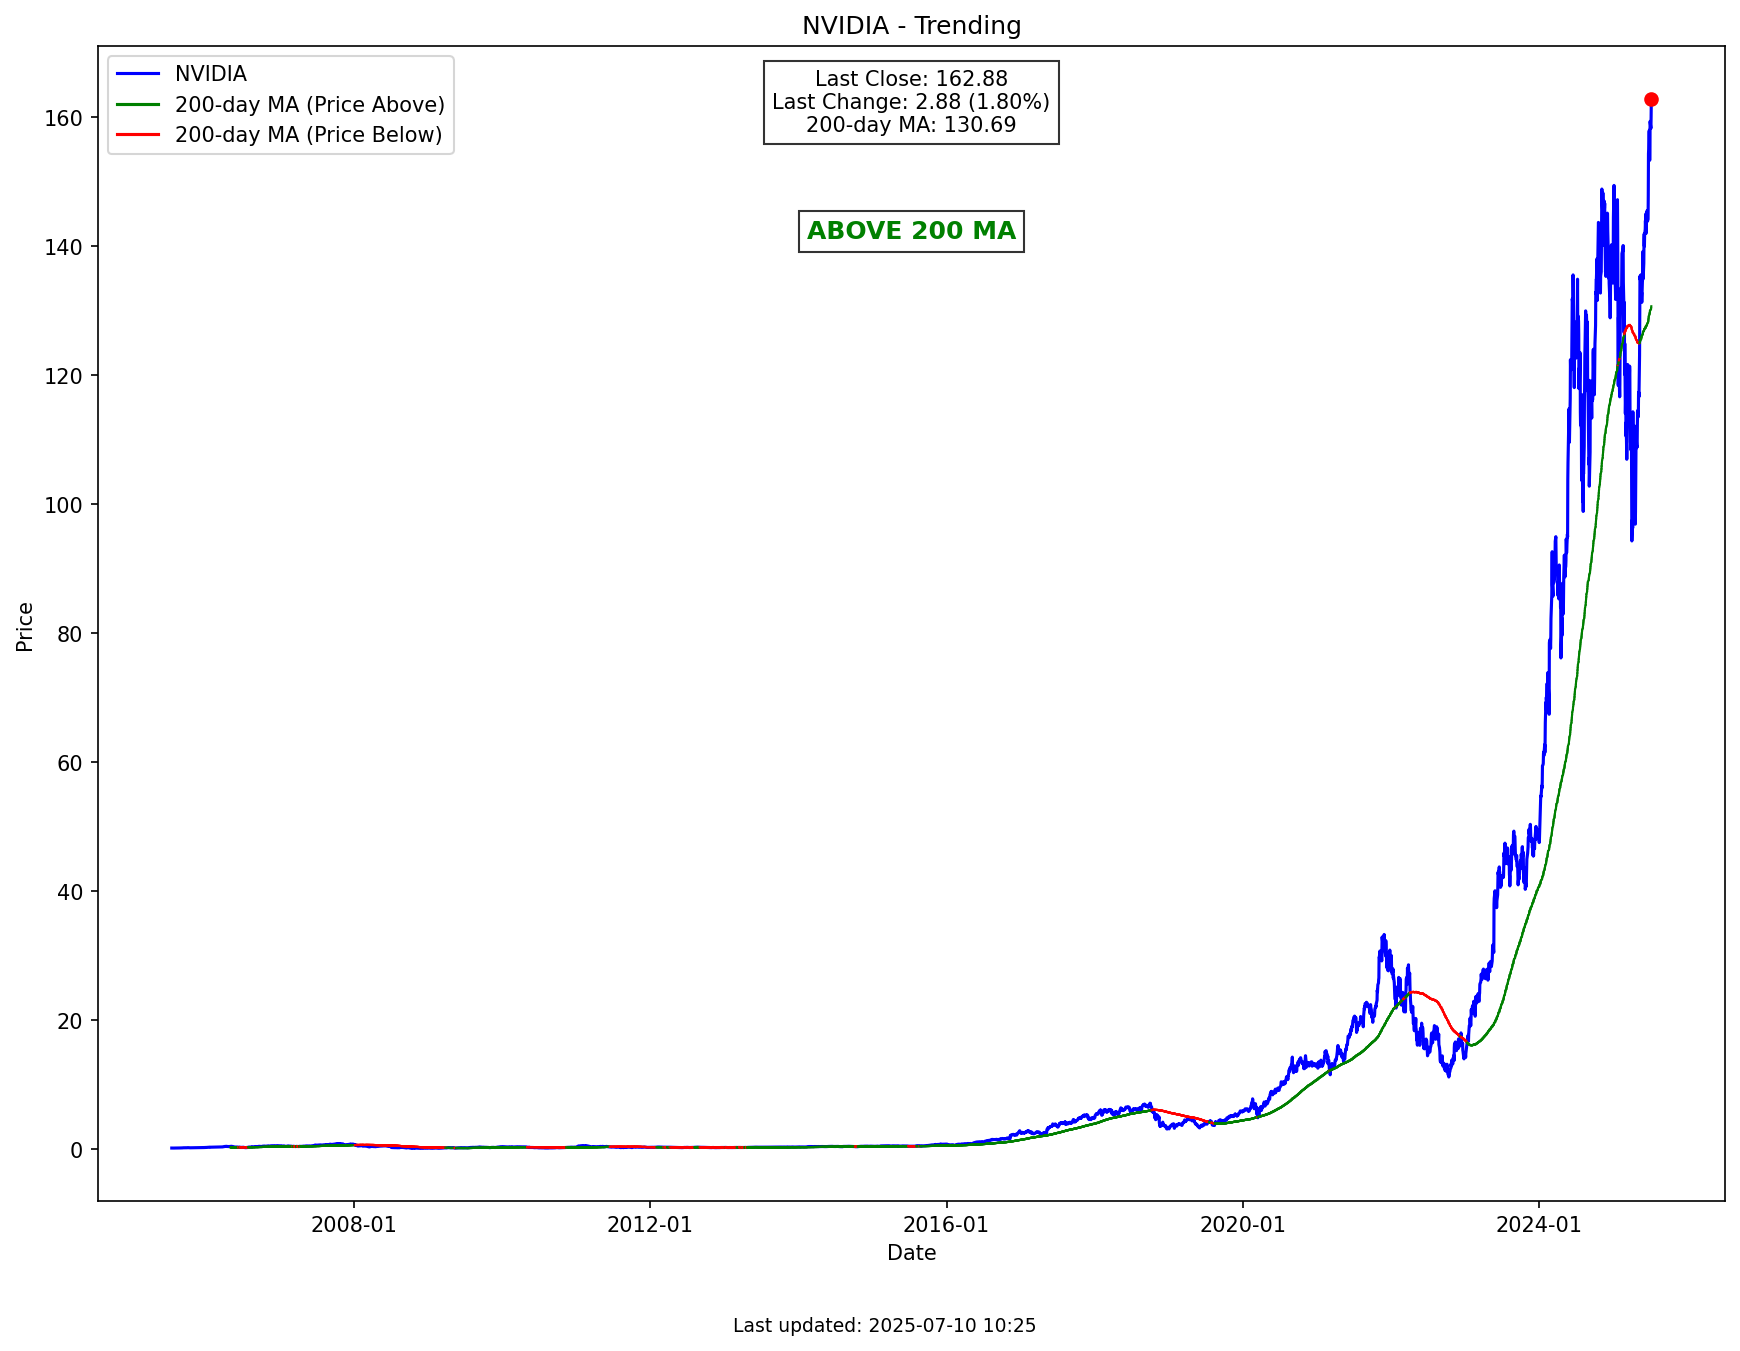 NVIDIA - Trending
NVIDIA
200-day MA (Price Above)
200-day MA (Price Below)
Last Close: 162.88
Last Change: 2.88 (1.80%)
200-day MA: 130.69
ABOVE 200 MA
Price
160
140
120
100
80
60
40
20
0
2008-01
2012-01
2016-01
2020-01
2024-01
Date
Last updated: 2025-07-10 10:25